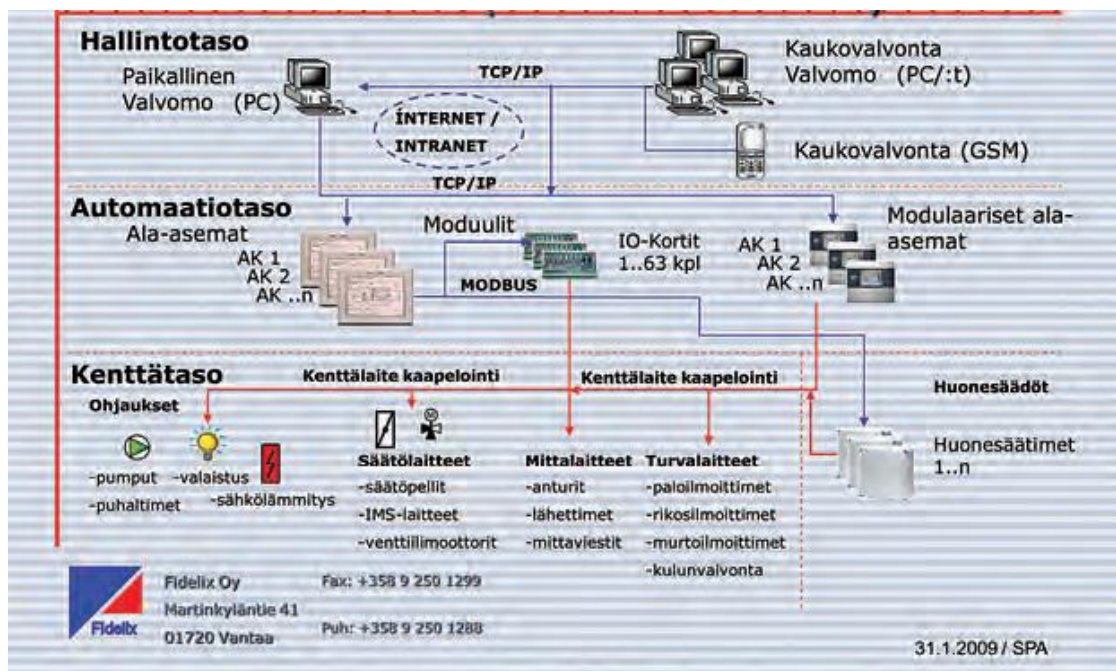 Hallintotaso
Paikallinen
Valvomo (PC)
TCP/IP
Kaukovalvonta
Valvomo (PC/:t)
İNTERNET /
INTRANET
Kaukovalvonta (GSM)
TCP/IP
Automaatiotaso
Ala-asemat
AK 1
AK 2
AK ..n
Moduulit
IO-Kortit
1..63 kpl
MODBUS
Modulaariset ala-
asemat
AK 1
AK 2
AK ..n
Kenttätaso
Kenttälaite kaapelointi
Kenttälaite kaapelointi
Huonesäädöt
Ohjaukset
-pumput
-puhaltimet
-valaistus
-sähkölämmitys
Säätölaitteet
-säätöpellit
-IMS-laitteet
-venttiilimoottorit
Mittalaitteet
-anturit
-lähettimet
-mittaviestit
Turvalaitteet
-paloilmoittimet
-rikosilmoittimet
-murtoilmoittimet
-kulunvalvonta
Huonesäätimet
1..n
Fidelix
Fidelix Oy
Martinkyläntie 41
01720 Vantaa
Fax: +358 9 250 1299
Puh: +358 9 250 1288
31.1.2009 / SPA